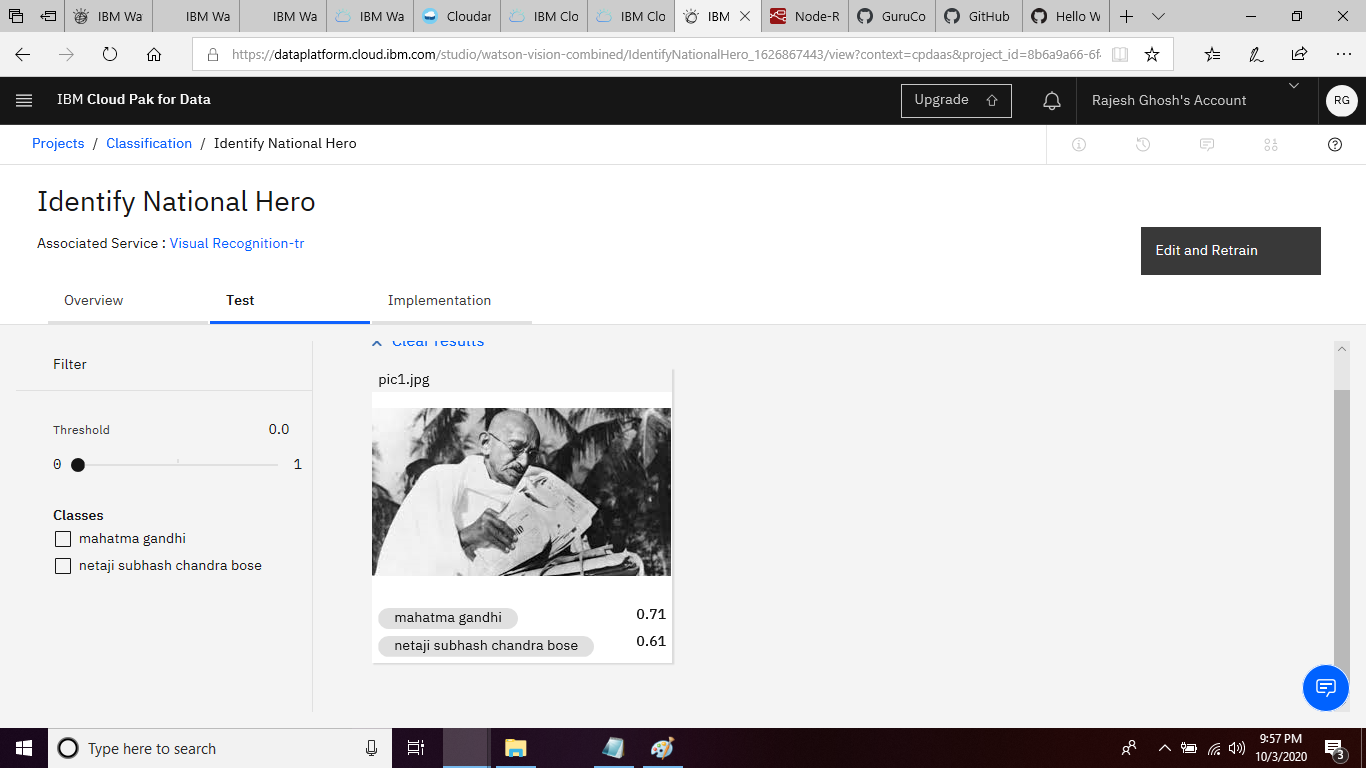 IBM Wa IBM Wa IBM Wa IBM Wa Cloudar IBM Clo IBM Clo IBM Node-R GuruCo GitHub Hello W
https://dataplatform.cloud.ibm.com/studio/watson-vision-combined/IdentifyNationalHero_1626867443/view?context=cpdaas&project_id=8b6a9a66-6f4
IBM Cloud Pak for Data Upgrade Rajesh Ghosh's Account RG
Projects / Classification / Identify National Hero
Identify National Hero
Associated Service : Visual Recognition-tr
Edit and Retrain
Overview Test Implementation
Filter
Threshold 0.0
0 1
Classes
mahatma gandhi
netaji subhash chandra bose
Clear results
pic1.jpg
mahatma gandhi 0.71
netaji subhash chandra bose 0.61
Type here to search
9:57 PM
10/3/2020
3